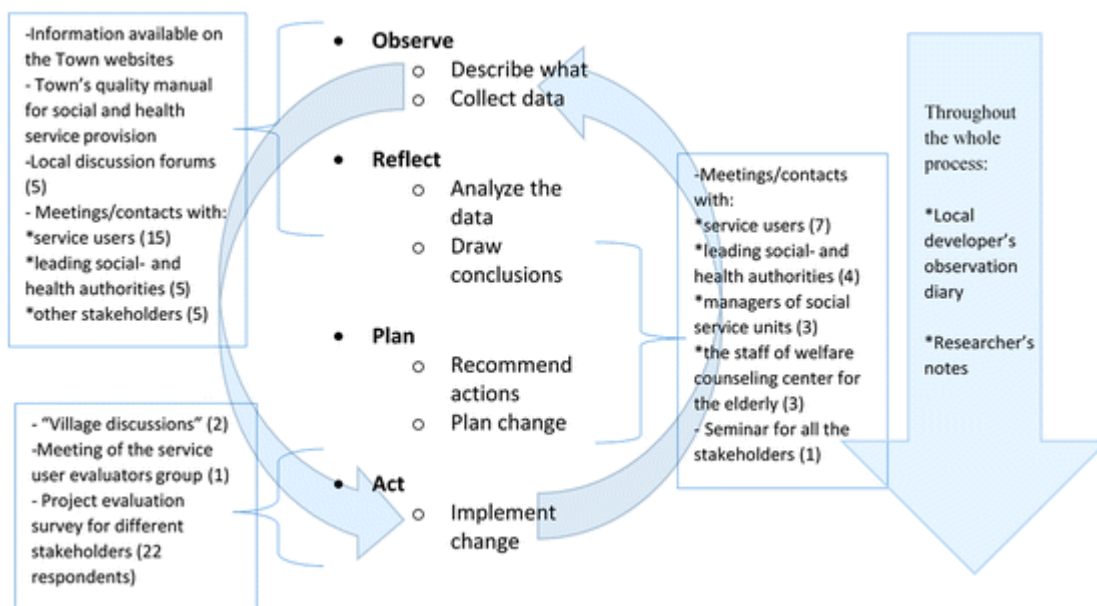 -Information available on
the Town websites
- Town's quality manual
for social and health
service provision
-Local discussion forums
(5)
- Meetings/contacts with:
*service users (15)
*leading social- and
health authorities (5)
*other stakeholders (5)
- "Village discussions" (2)
-Meeting of the service
user evaluators group (1)
- Project evaluation
survey for different
stakeholders (22
respondents)
• Observe
o Describe what
o Collect data
• Reflect
o Analyze the
data
o Draw
conclusions
• Plan
o Recommend
actions
o Plan change
• Act
o Implement
change
-Meetings/contacts
with:
*service users (7)
*leading social- and
health authorities (4)
*managers of social
service units (3)
*the staff of welfare
counseling center for
the elderly (3)
- Seminar for all the
stakeholders (1)
Throughout
the whole
process:
*Local
developer's
observation
diary
*Researcher's
notes